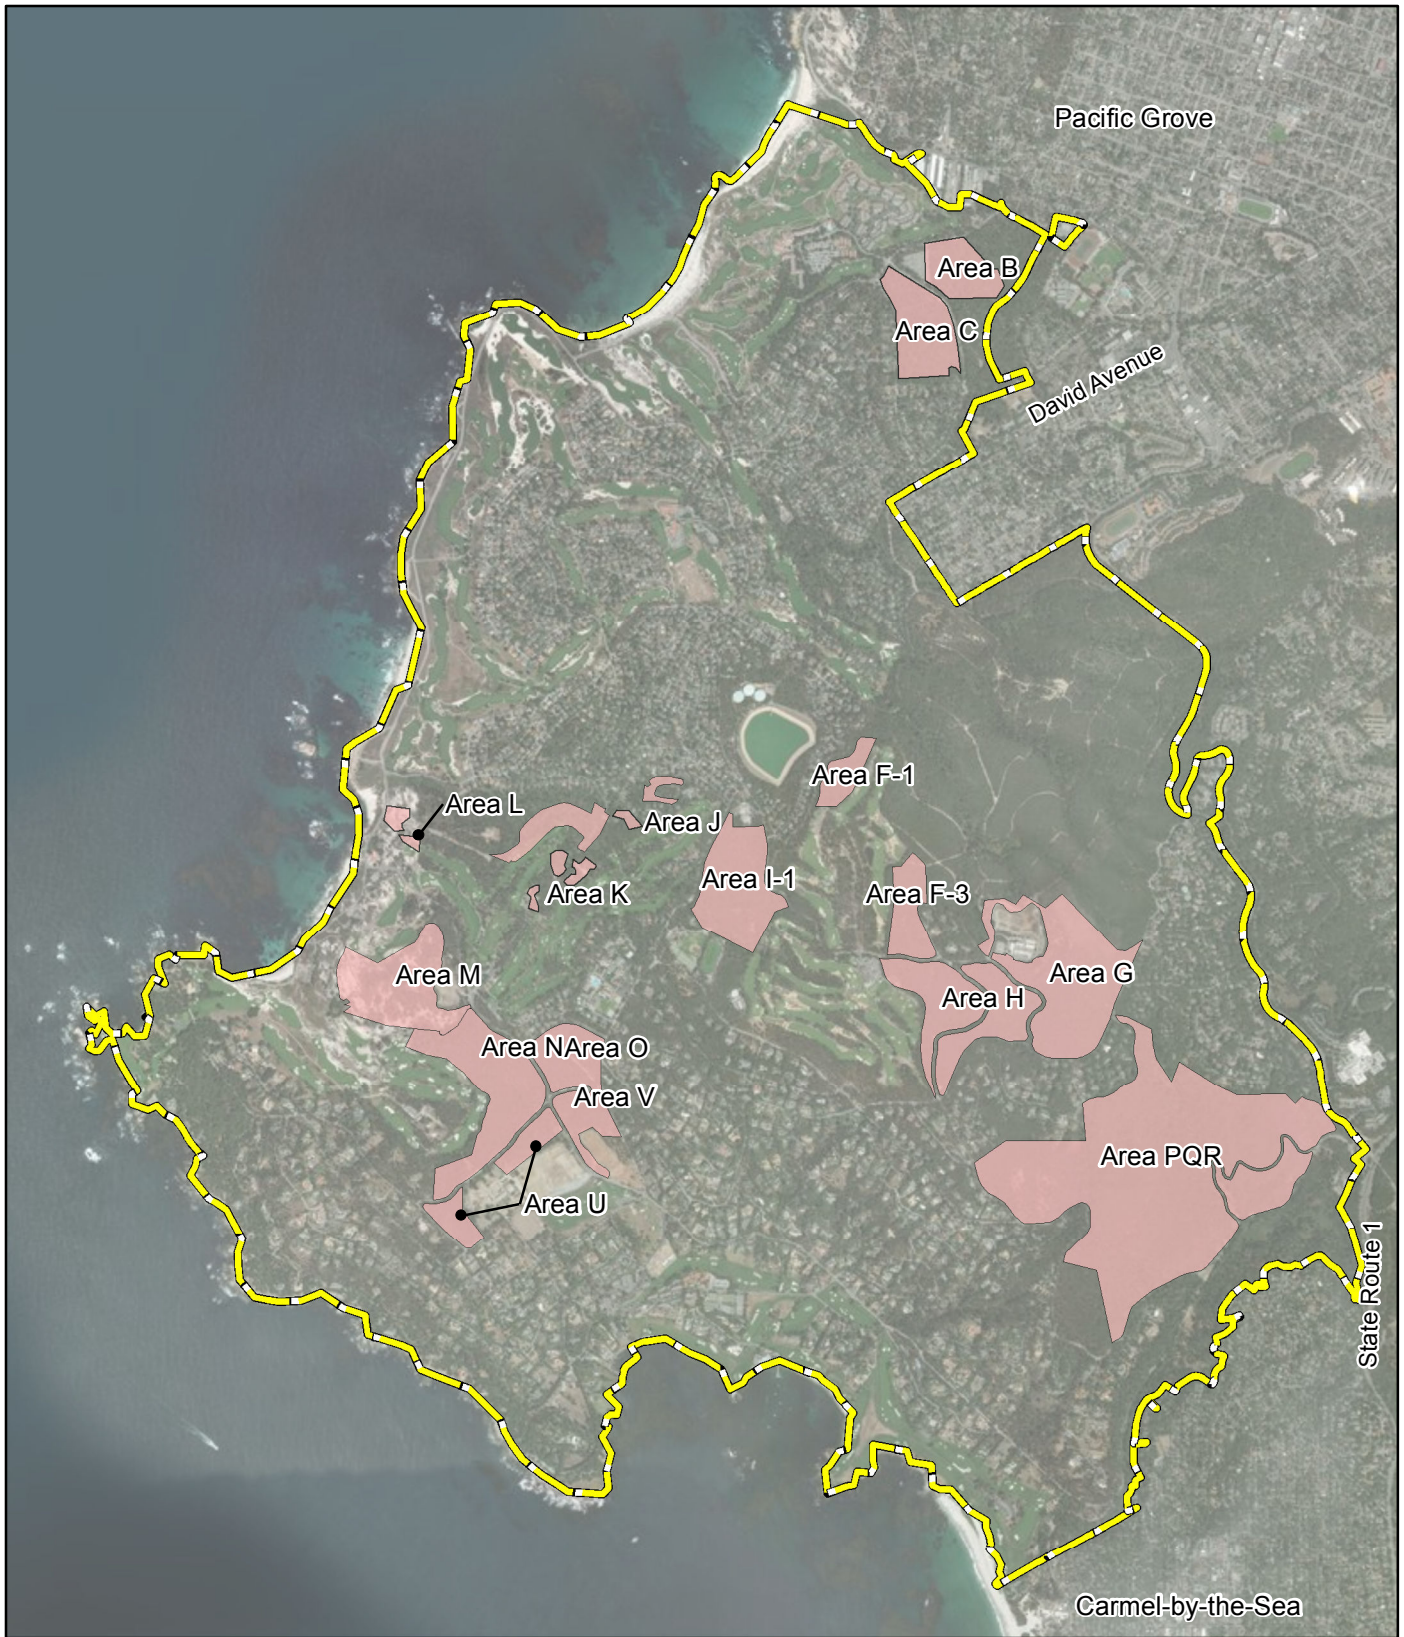 Pacific Grove
Area B
Area C
David Avenue
Area F-1
Area L
Area J
Area I-1
Area K
Area F-3
Area M
Area G
Area H
Area N
Area O
Area V
Area PQR
Area U
State Route 1
Carmel-by-the-Sea